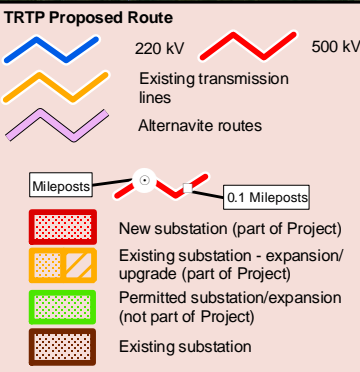 TRTP Proposed Route
220 kV
500 kV
Existing transmission
lines
Alternavite routes
Mileposts
0.1 Mileposts
New substation (part of Project)
Existing substation - expansion/
upgrade (part of Project)
Permitted substation/expansion
(not part of Project)
Existing substation